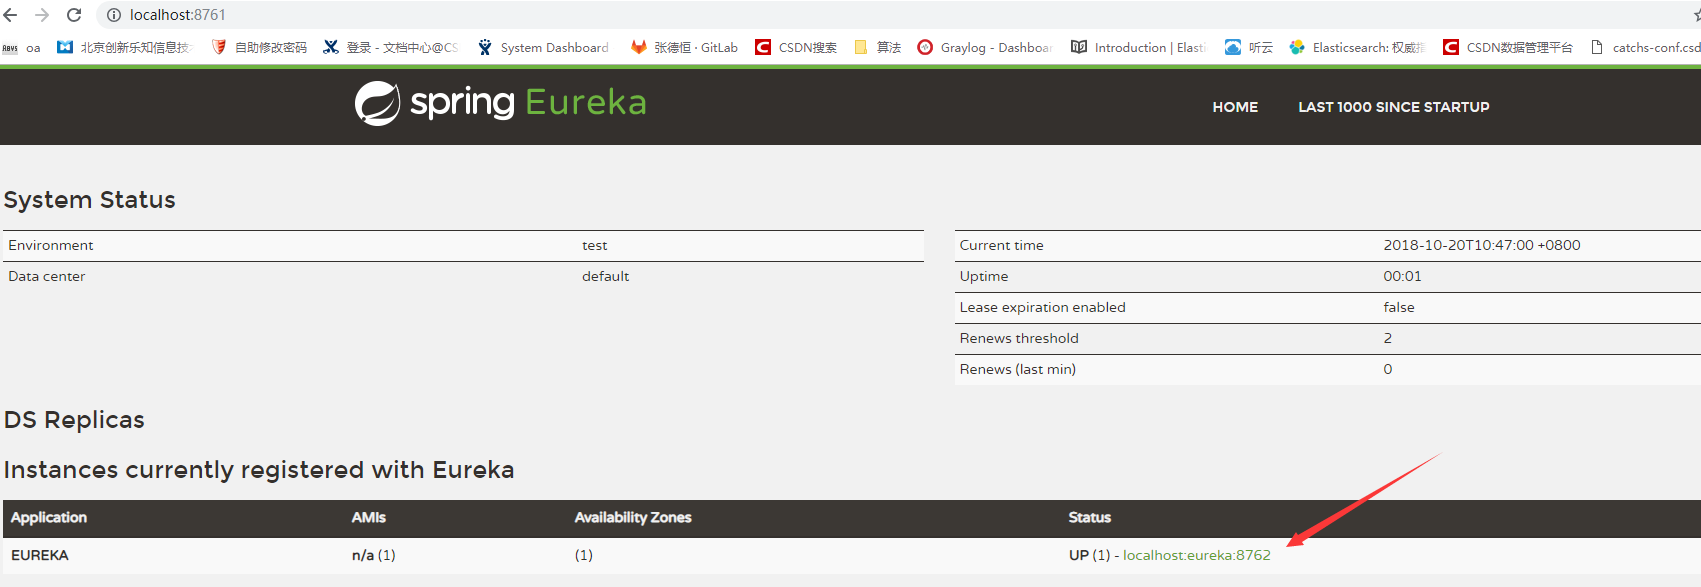 localhost:8761
oa 北京创新乐知信息技 自助修改密码 登录 - 文档中心@CS System Dashboard 张德恒 · GitLab CSDN搜索 算法 Graylog - Dashboar Introduction | Elasti 听云 Elasticsearch: 权威指 CSDN数据管理平台 catchs-conf.csd
spring Eureka HOME LAST 1000 SINCE STARTUP
System Status
Environment test Current time 2018-10-20T10:47:00 +0800
Data center default Uptime 00:01
Lease expiration enabled false
Renews threshold 2
Renews (last min) 0
DS Replicas
Instances currently registered with Eureka
Application AMIs Availability Zones Status
EUREKA n/a (1) (1) UP (1) - localhost:eureka:8762